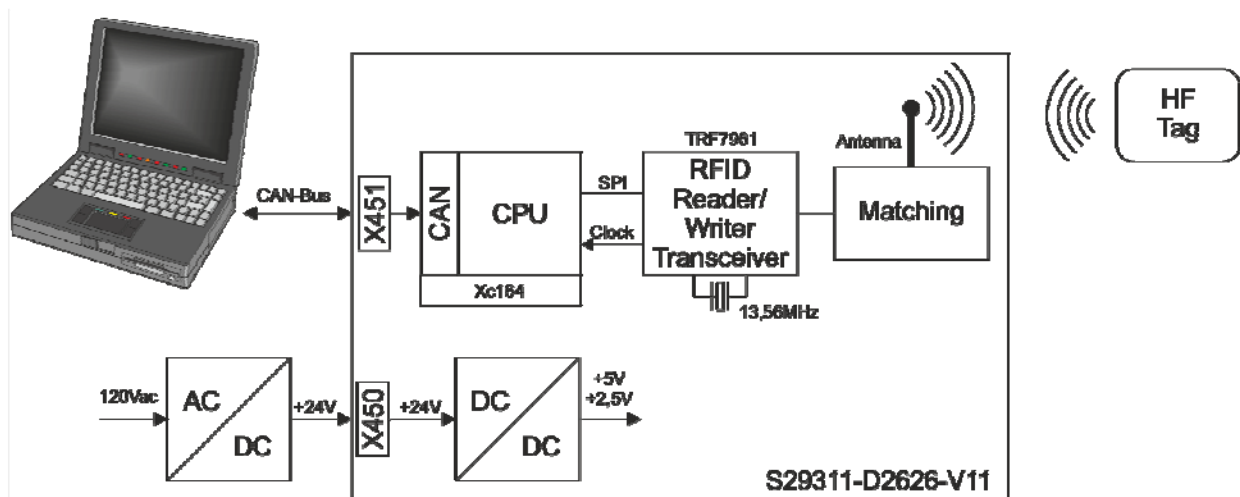 HF
Tag
TRF7961
Antenna
RFID
Reader/
Writer
Transceiver
SPI
Clock
CAN-Bus
X451
CAN
CPU
Matching
Xc164
13,56MHz
120Vac
AC
DC
+24V
X450
+24V
DC
DC
+5V
+2,5V
S29311-D2626-V11